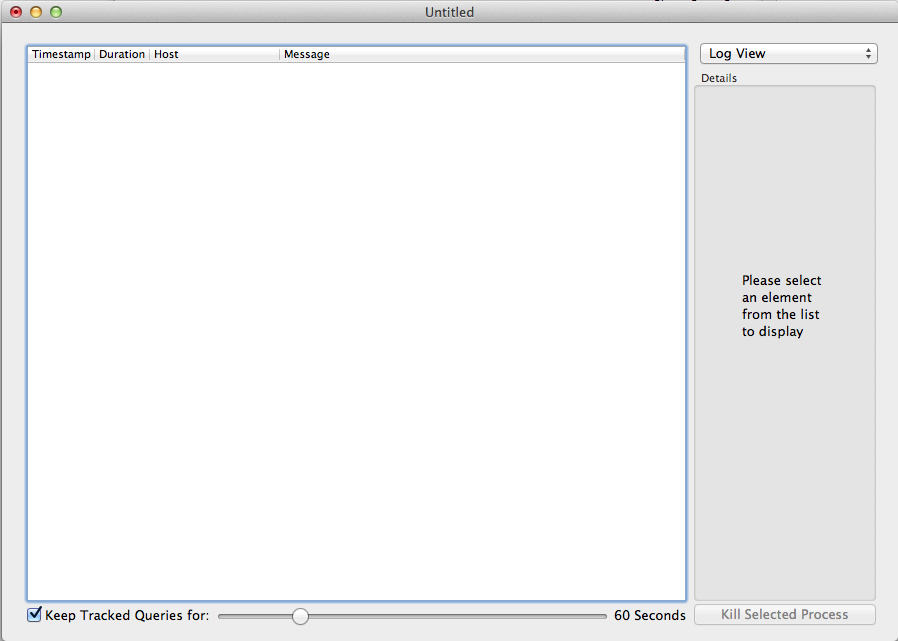 Untitled
Timestamp Duration Host Message
Log View
Details
Please select
an element
from the list
to display
Keep Tracked Queries for: 60 Seconds
Kill Selected Process